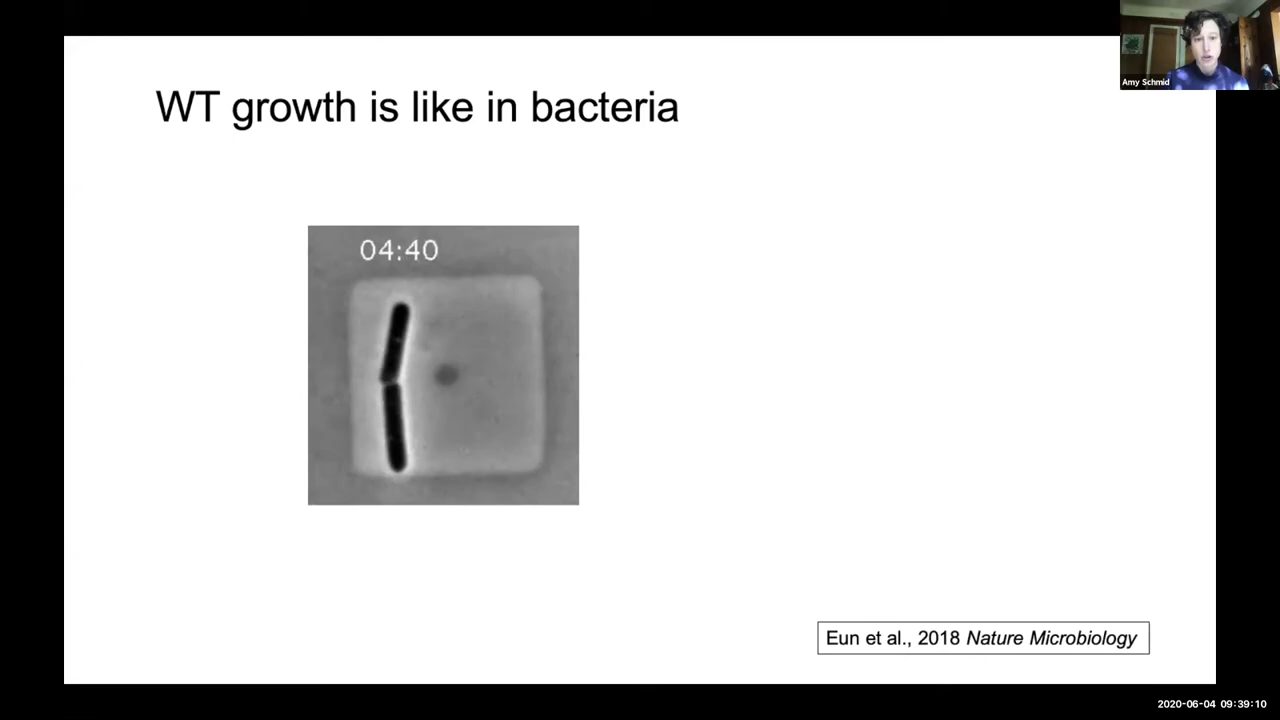 Amy Schmid
WT growth is like in bacteria
04:40
Eun et al., 2018 Nature Microbiology
2020-06-04 09:39:10